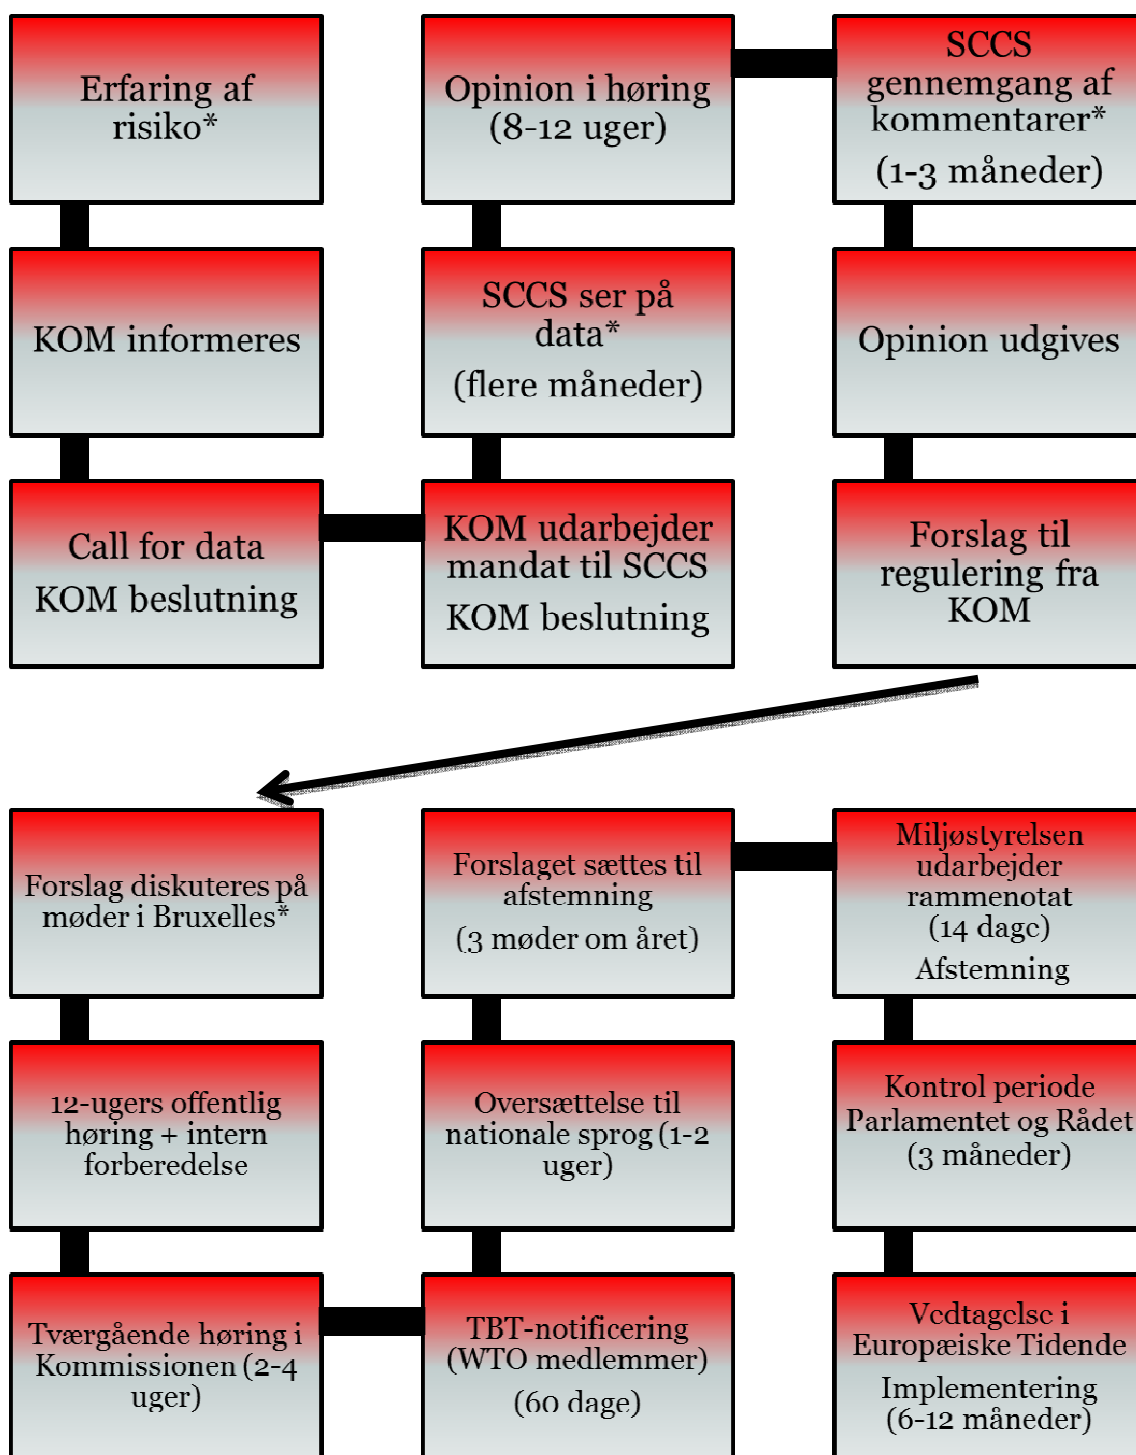 Erfaring af
risiko*
KOM informeres
Call for data
KOM beslutning
KOM udarbejder
mandat til SCCS
KOM beslutning
SCCS ser på
data*
(flere måneder)
Opinion i høring
(8-12 uger)
SCCS
gennemgang af
kommentarer*
(1-3 måneder)
Opinion udgives
Forslag til
regulering fra
KOM
Forslag diskuteres på
møder i Bruxelles*
12-ugers offentlig
høring + intern
forberedelse
Tværgående høring i
Kommissionen (2-4
uger)
TBT-notificering
(WTO medlemmer)
(60 dage)
Oversættelse til
nationale sprog (1-2
uger)
Forslaget sættes til
afstemning
(3 møder om året)
Miljøstyrelsen
udarbejder
rammenotat
(14 dage)
Afstemning
Kontrol periode
Parlamentet og Rådet
(3 måneder)
Vedtagelse i
Europæiske Tidende
Implementering
(6-12 måneder)